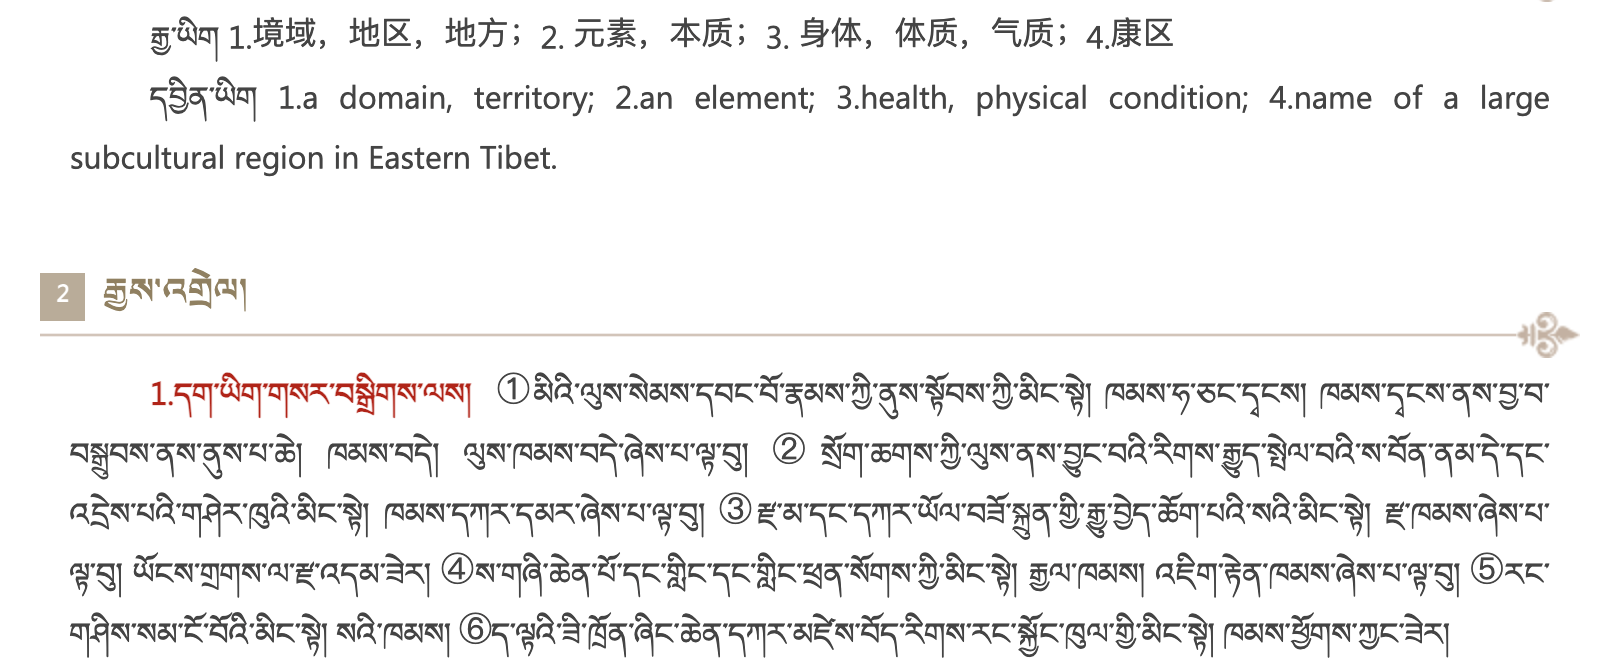 རྒྱ་ཡིག 1.境域，地区，地方；2. 元素，本质；3. 身体，体质，气质；4.康区
དབྱིན་ཡིག 1.a domain, territory; 2.an element; 3.health, physical condition; 4.name of a large
subcultural region in Eastern Tibet.
2 རྒྱས་འགྲེལ།
1.དག་ཡིག་གསར་བསྒྲིགས་ལས། ①མིའི་ལུས་སེམས་དབང་པོ་རྣམས་ཀྱི་ནུས་སྟོབས་ཀྱི་མིང་སྟེ། ཁམས་ཧ་ཅང་དྭངས། ཁམས་དྭངས་ནས་བྱ་བ་
བསྒྲུབས་ནས་ནུས་པ་ཆེ། ཁམས་བདེ། ལུས་ཁམས་བདེ་ཞེས་པ་ལྟ་བུ། ② སྲོག་ཆགས་ཀྱི་ལུས་ནས་བྱུང་བའི་རིགས་རྒྱུད་སྤེལ་བའི་ས་བོན་ནམ་དེ་དང་
འདྲེས་པའི་གཤེར་ཁུའི་མིང་སྟེ། ཁམས་དཀར་དམར་ཞེས་པ་ལྟ་བུ། ③རྫ་མ་དང་དཀར་ཡོལ་བཟོ་སྐྲུན་གྱི་རྒྱུ་བྱེད་ཆོག་པའི་སའི་མིང་སྟེ། རྫ་ཁམས་ཞེས་པ་
ལྟ་བུ། ཡོངས་གྲགས་ལ་རྫ་འདམ་ཟེར། ④ས་གཞི་ཆེན་པོ་དང་གླིང་དང་གླིང་ཕྲན་སོགས་ཀྱི་མིང་སྟེ། རྒྱལ་ཁམས། འཇིག་རྟེན་ཁམས་ཞེས་པ་ལྟ་བུ། ⑤རང་
གཤིས་སམ་ངོ་བོའི་མིང་སྟེ། སའི་ཁམས། ⑥ད་ལྟའི་ཟི་ཁྲོན་ཞིང་ཆེན་དཀར་མཛེས་བོད་རིགས་རང་སྐྱོང་ཁུལ་གྱི་མིང་སྟེ། ཁམས་ཕྱོགས་ཀྱང་ཟེར།